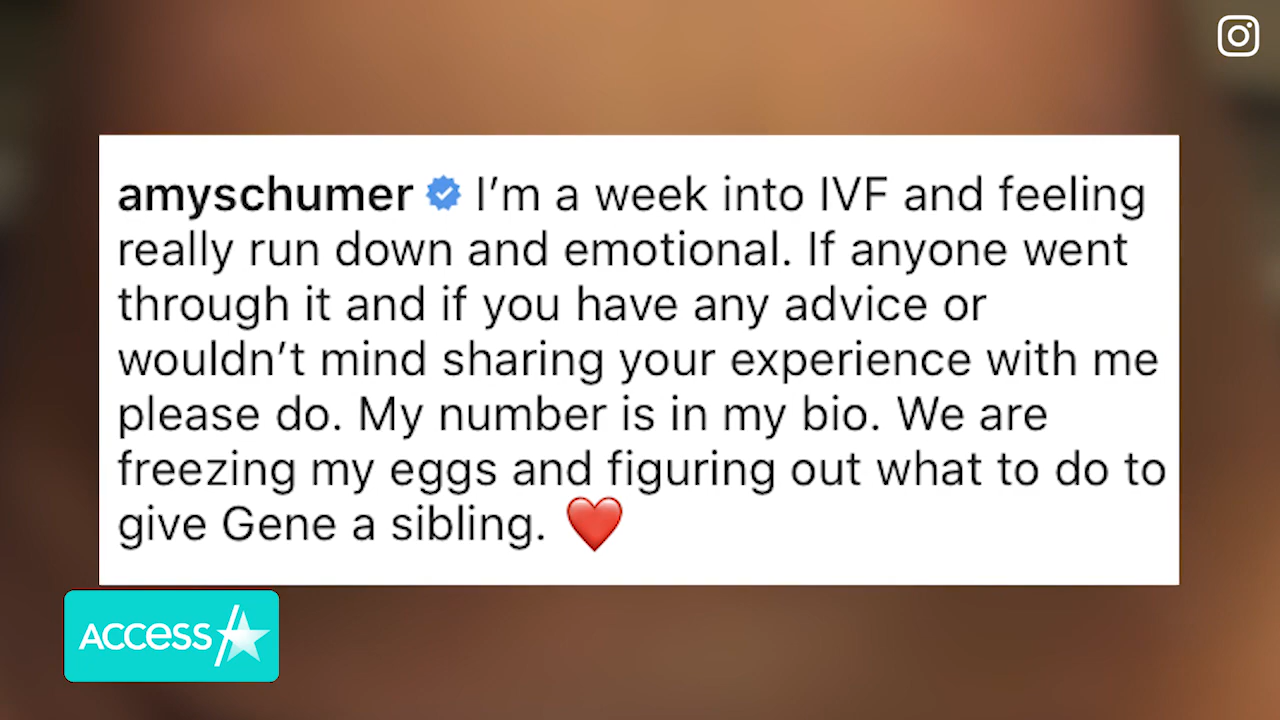 amyschumer I’m a week into IVF and feeling
really run down and emotional. If anyone went
through it and if you have any advice or
wouldn’t mind sharing your experience with me
please do. My number is in my bio. We are
freezing my eggs and figuring out what to do to
give Gene a sibling. ❤️
ACCESS